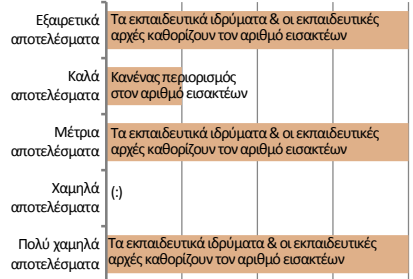 Εξαιρετικά
αποτελέσματα
Τα εκπαιδευτικά ιδρύματα & οι εκπαιδευτικές
αρχές καθορίζουν τον αριθμό εισακτέων
Καλά
αποτελέσματα
Κανένας περιορισμός
στον αριθμό εισακτέων
Μέτρια
αποτελέσματα
Τα εκπαιδευτικά ιδρύματα & οι εκπαιδευτικές
αρχές καθορίζουν τον αριθμό εισακτέων
Χαμηλά
αποτελέσματα
(:)
Πολύ χαμηλά
αποτελέσματα
Τα εκπαιδευτικά ιδρύματα & οι εκπαιδευτικές
αρχές καθορίζουν τον αριθμό εισακτέων